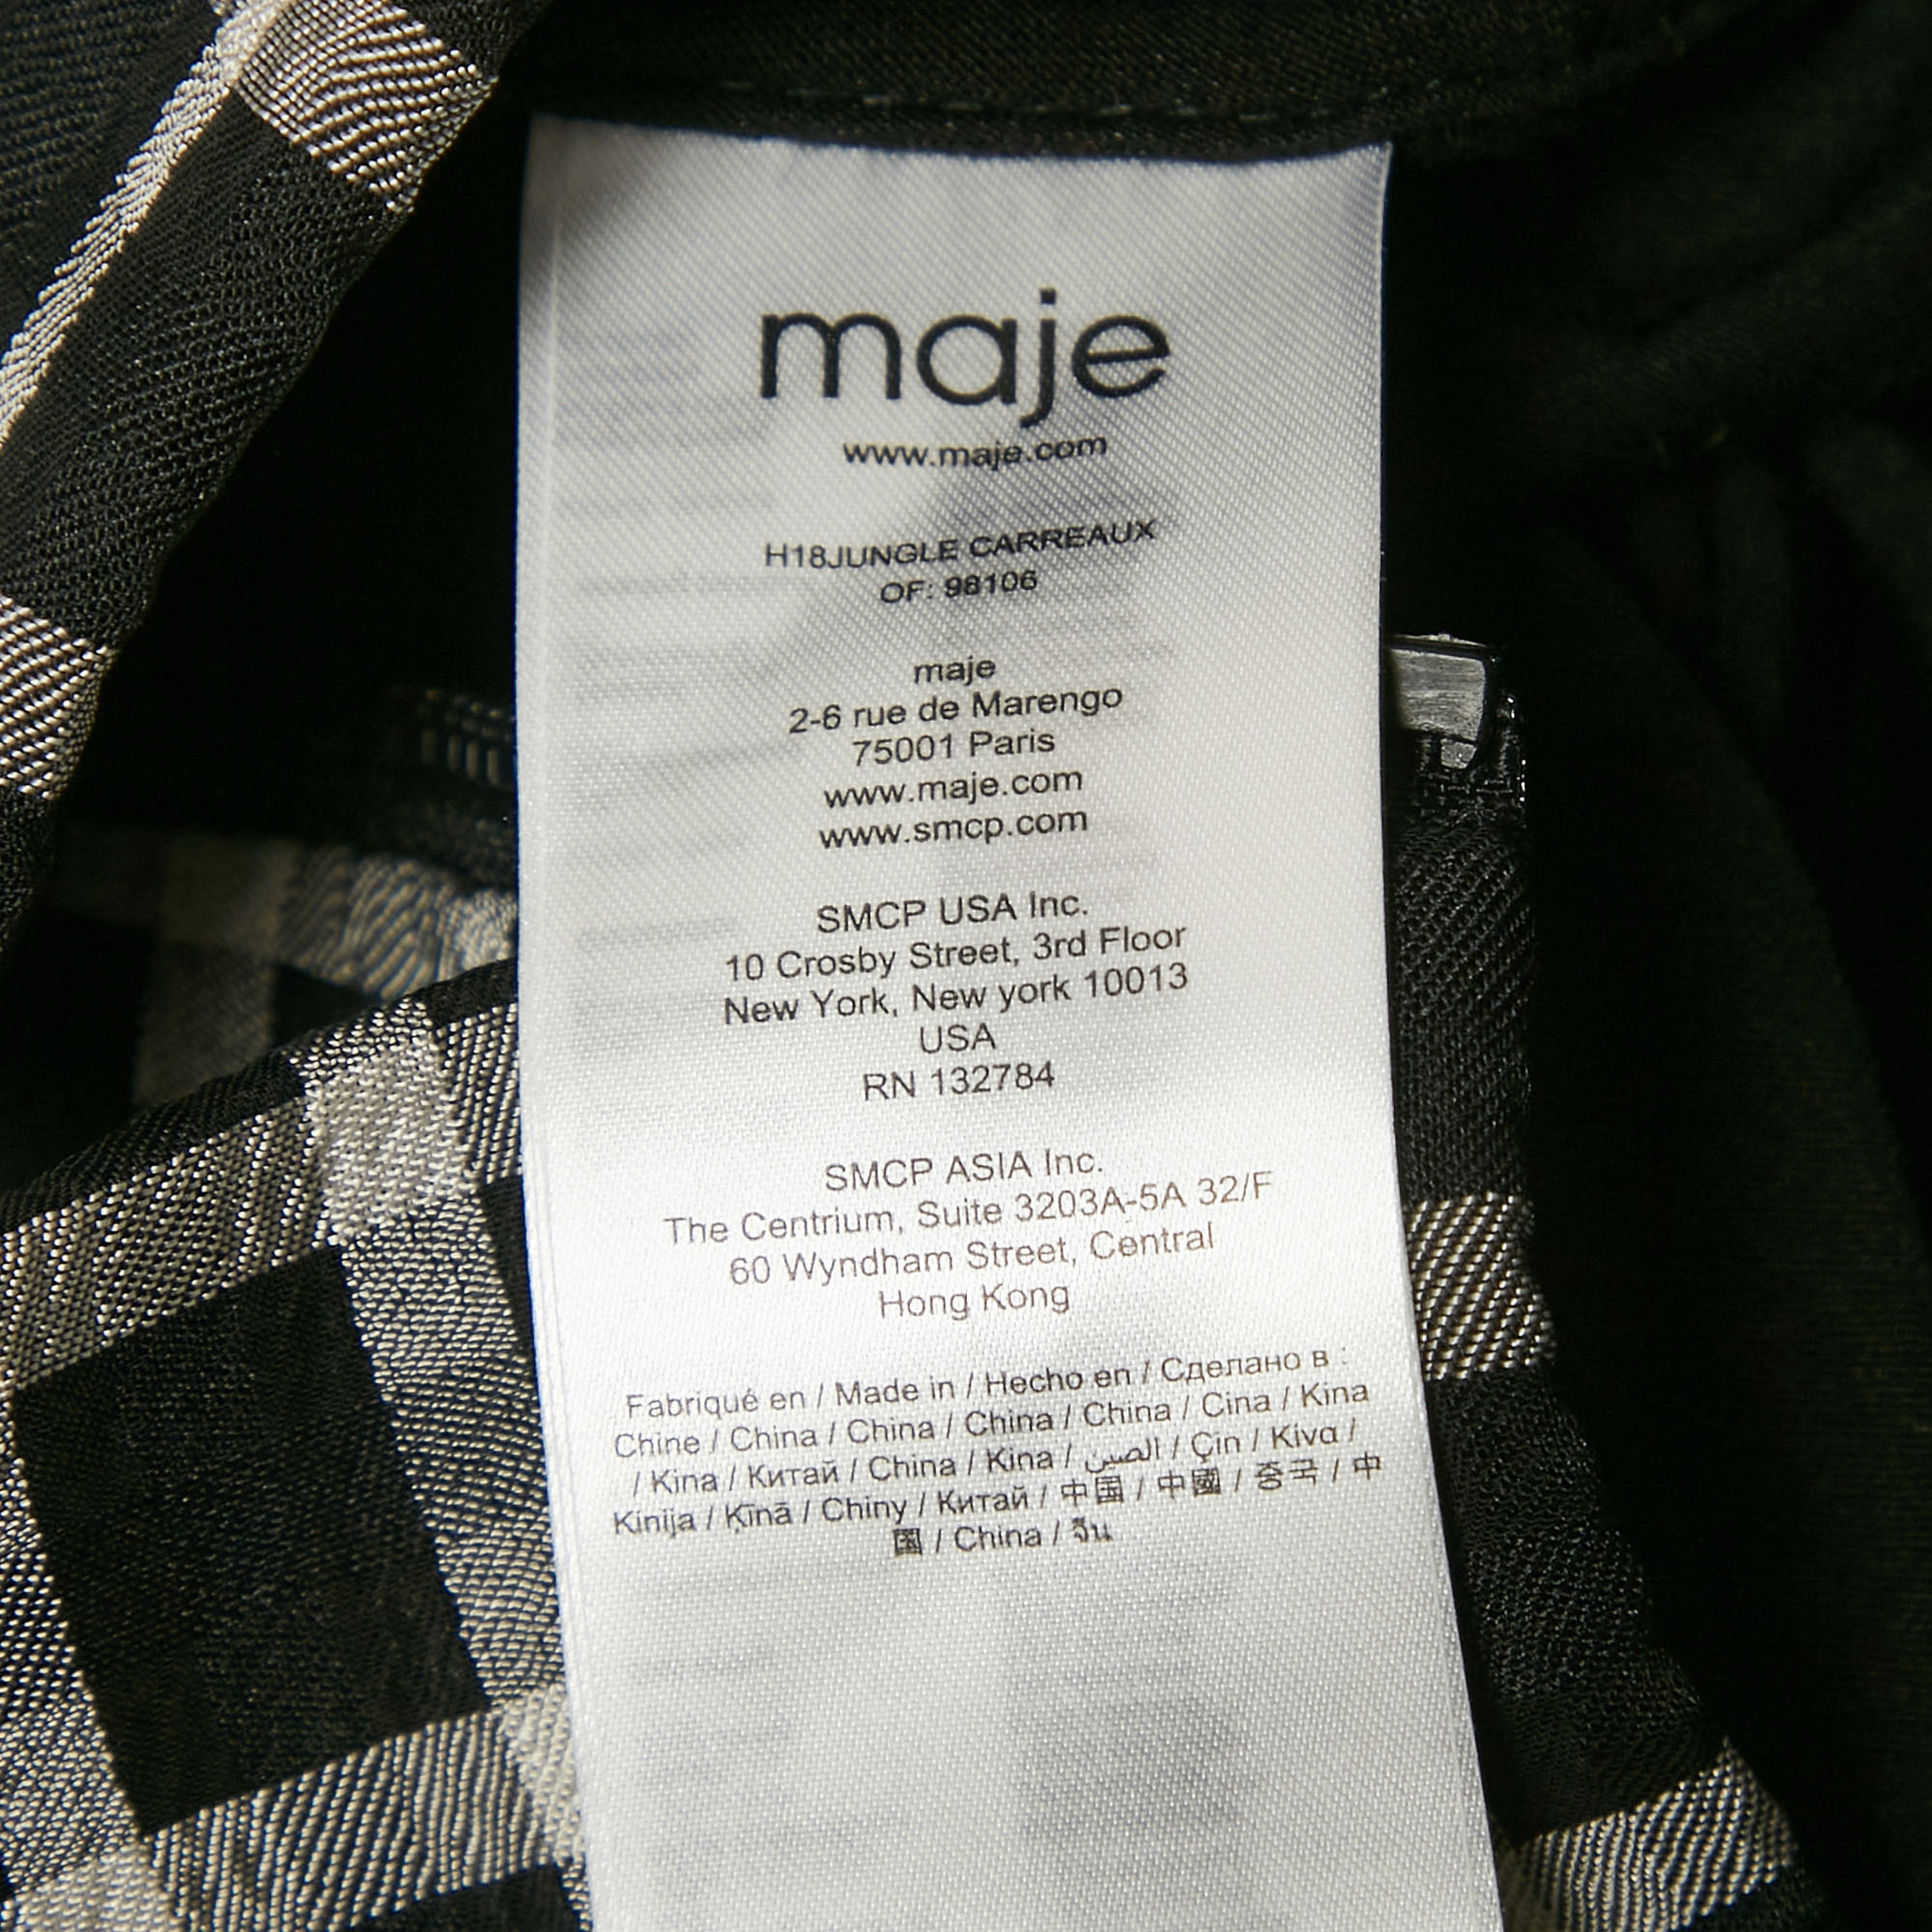 maje
www.maje.com
H18JUNGLE CARREAUX
OF: 98106
maje
2-6 rue de Marengo
75001 Paris
www.maje.com
www.smcp.com
SMCP USA Inc.
10 Crosby Street, 3rd Floor
New York, New york 10013
USA
RN 132784
SMCP ASIA Inc.
The Centrium, Suite 3203A-5A 32/F
60 Wyndham Street, Central
Hong Kong
Fabriqué en / Made in / Hecho en / Сделано в :
Chine / China / China / China / China / Cina / Kina
/ Kina / Китай / China / Kina / الصين / Çin / Kίνα /
Kinija / Ķīnā / Chiny / Китай / 中国 / 中國 / 중국 / 中
国 / China / จีน